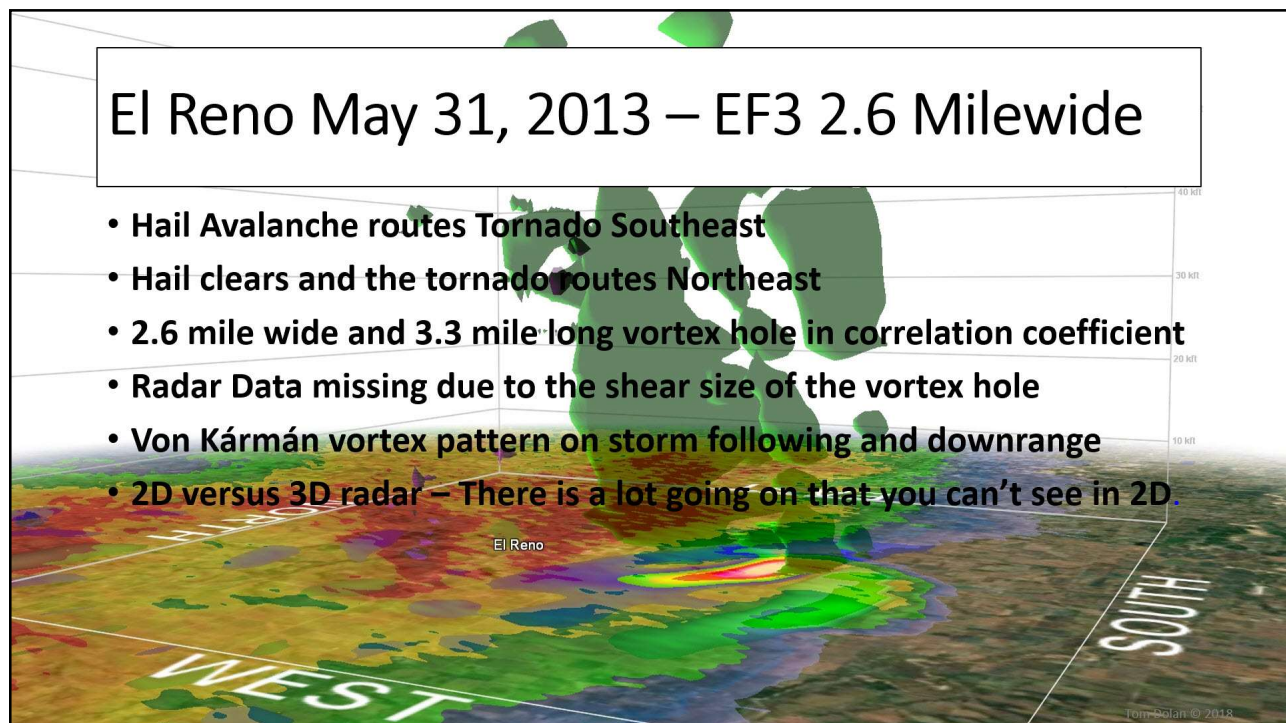 El Reno May 31, 2013 – EF3 2.6 Milewide
40 kft
• Hail Avalanche routes Tornado Southeast
• Hail clears and the tornado routes Northeast
30 kft
• 2.6 mile wide and 3.3 mile long vortex hole in correlation coefficient
20 kft
• Radar Data missing due to the shear size of the vortex hole
• Von Kármán vortex pattern on storm following and downrange
10 kft
• 2D versus 3D radar – There is a lot going on that you can't see in 2D.
NORTH
El Reno
SOUTH
WEST
Tom Dolan © 2018